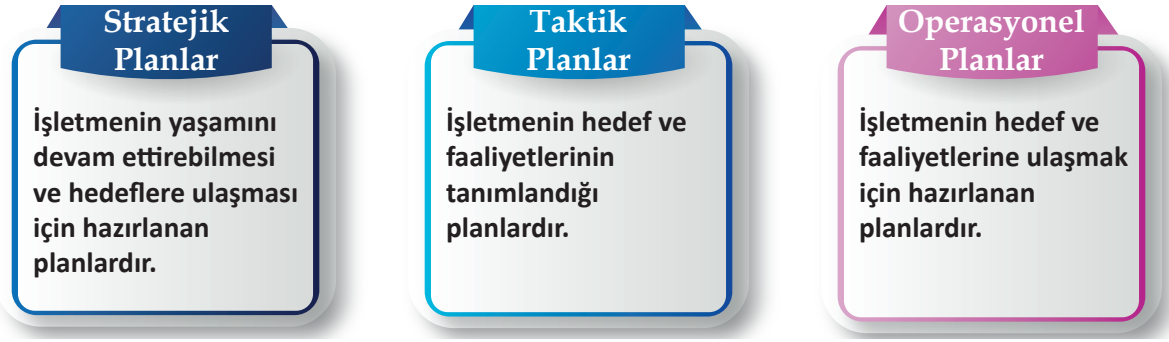 Stratejik
Planlar
İşletmenin yaşamını
devam ettirebilmesi
ve hedeflere ulaşması
için hazırlanan
planlardır.
Taktik
Planlar
İşletmenin hedef ve
faaliyetlerinin
tanımlandığı
planlardır.
Operasyonel
Planlar
İşletmenin hedef ve
faaliyetlerine ulaşmak
için hazırlanan
planlardır.